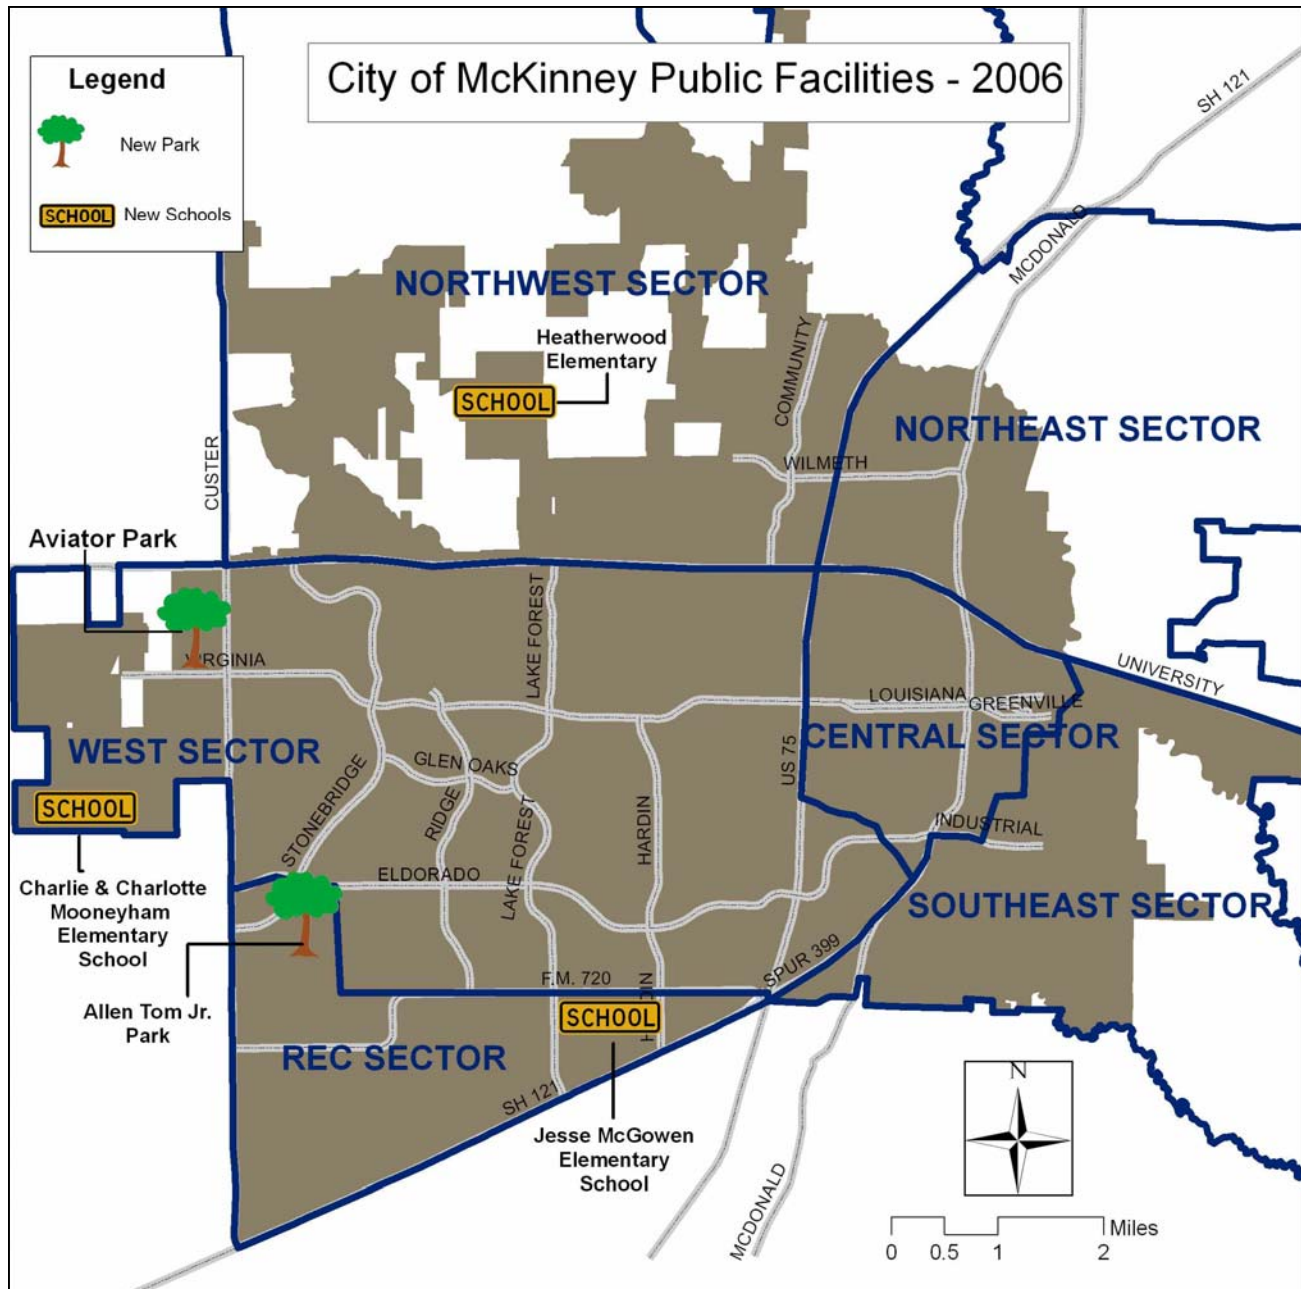 City of McKinney Public Facilities - 2006
Legend
New Park
SCHOOL
New Schools
SH 121
MCDONALD
NORTHWEST SECTOR
Heatherwood
Elementary
SCHOOL
COMMUNITY
NORTHEAST SECTOR
WILMETH
CUSTER
Aviator Park
LAKE FOREST
VIRGINIA
UNIVERSITY
LOUISIANA
GREENVILLE
WEST SECTOR
CENTRAL SECTOR
US 75
GLEN OAKS
STONEBRIDGE
RIDGE
LAKE FOREST
HARDIN
SCHOOL
INDUSTRIAL
ELDORADO
Charlie & Charlotte
Mooneyham
Elementary
School
SOUTHEAST SECTOR
SPUR 399
F.M. 720
Allen Tom Jr.
Park
SCHOOL
HARDIN
REC SECTOR
SH 121
Jesse McGowen
Elementary
School
MCDONALD
N
Miles
0 0.5 1 2